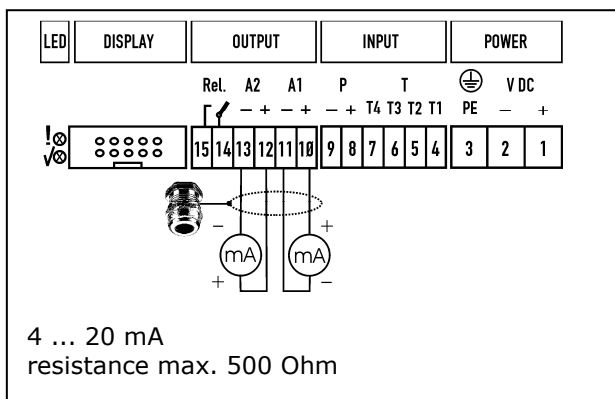 LED DISPLAY OUTPUT INPUT POWER
Rel. A2 A1 P T V DC
− + − + − + T4 T3 T2 T1 PE − +
!
√
15 14 13 12 11 10 9 8 7 6 5 4 3 2 1
− +
mA mA
+ −
4 ... 20 mA
resistance max. 500 Ohm